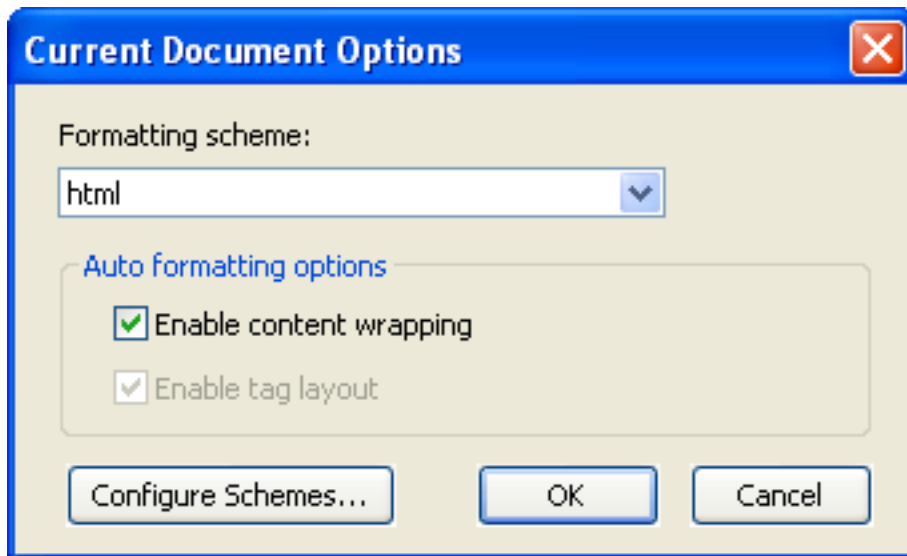 Current Document Options
Formatting scheme:
html
Auto formatting options
Enable content wrapping
Enable tag layout
Configure Schemes... OK Cancel